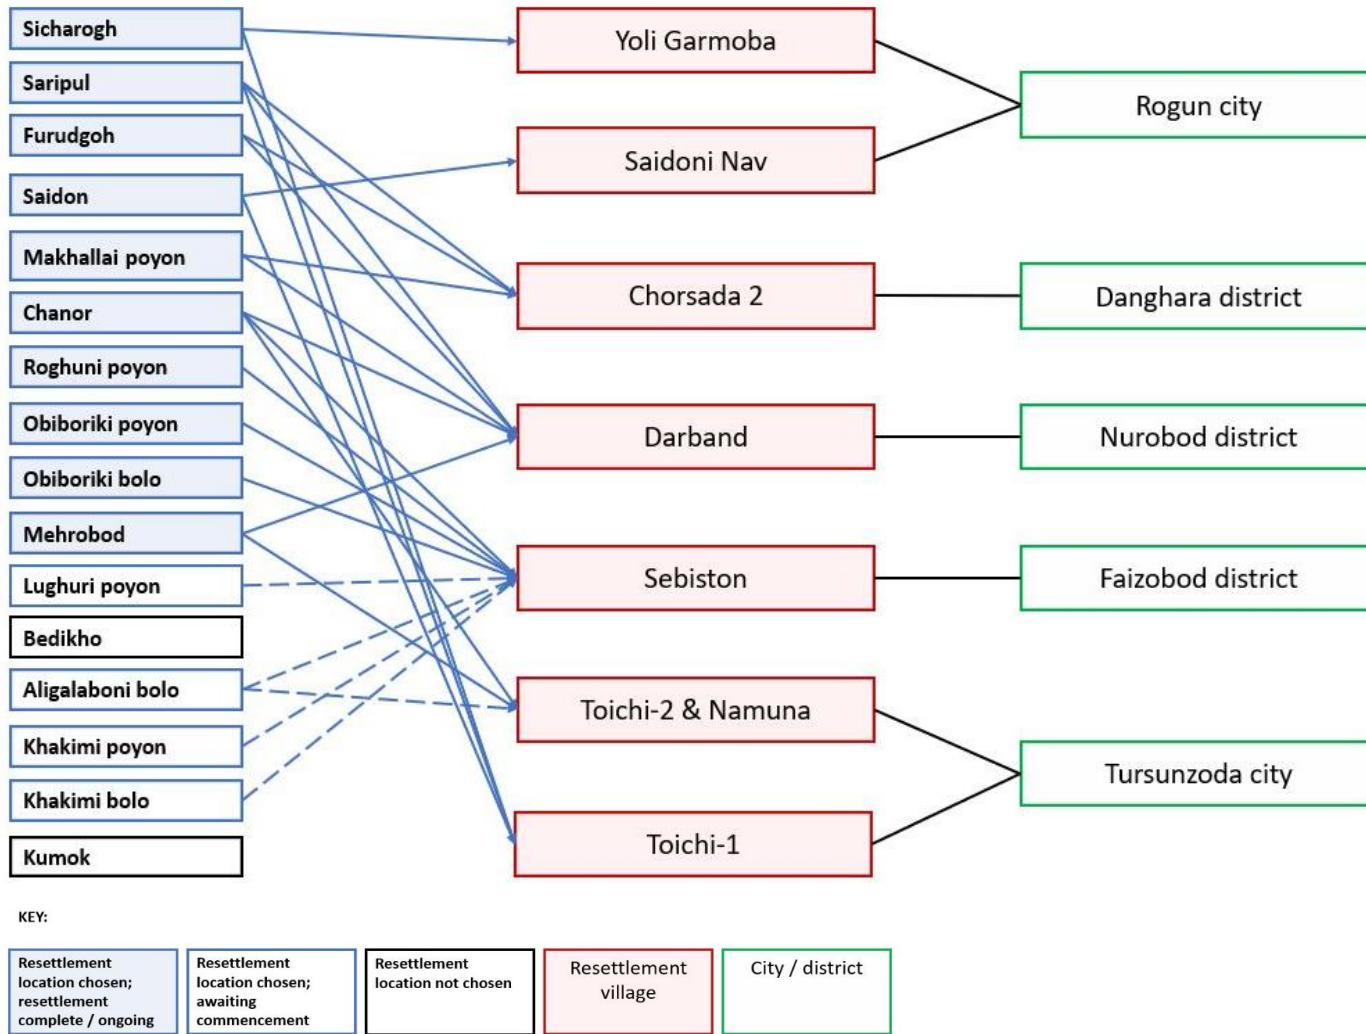 Sicharogh
Saripul
Furudgoh
Saidon
Makhallai poyon
Chanor
Roghuni poyon
Obiboriki poyon
Obiboriki bolo
Mehrobod
Lughuri poyon
Bedikho
Aligalaboni bolo
Khakimi poyon
Khakimi bolo
Kumok
Yoli Garmoba
Saidoni Nav
Chorsada 2
Darband
Sebiston
Toichi-2 & Namuna
Toichi-1
Rogun city
Danghara district
Nurobod district
Faizobod district
Tursunzoda city
KEY:
Resettlement
location chosen;
resettlement
complete / ongoing
Resettlement
location chosen;
awaiting
commencement
Resettlement
location not chosen
Resettlement
village
City / district